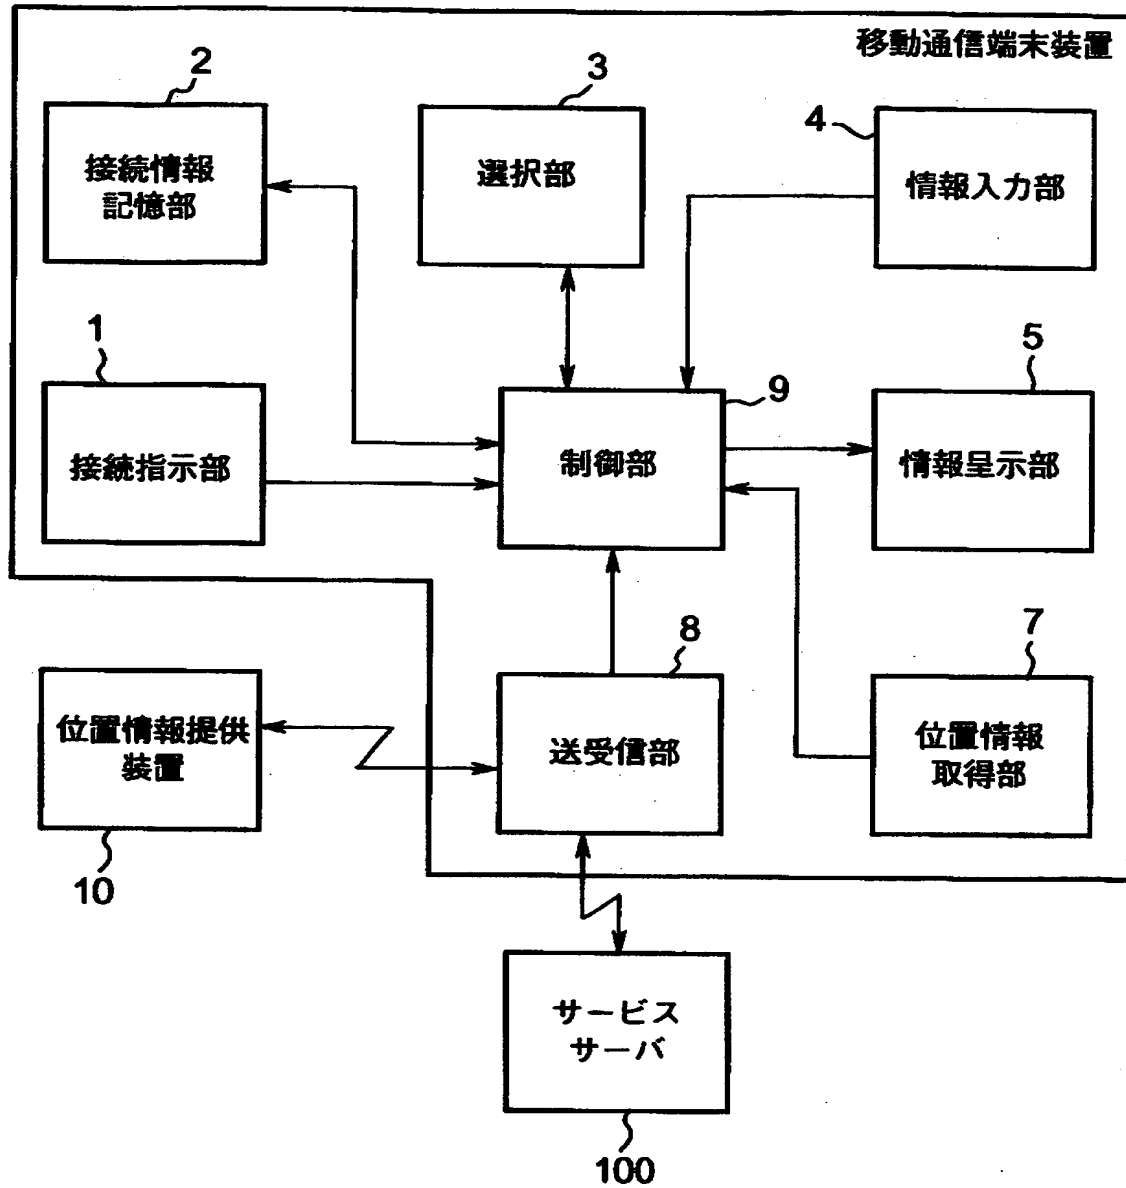 移動通信端末装置
2
接続情報
記憶部
3
選択部
4
情報入力部
1
接続指示部
9
制御部
5
情報呈示部
位置情報提供
装置
10
8
送受信部
7
位置情報
取得部
サービス
サーバ
100